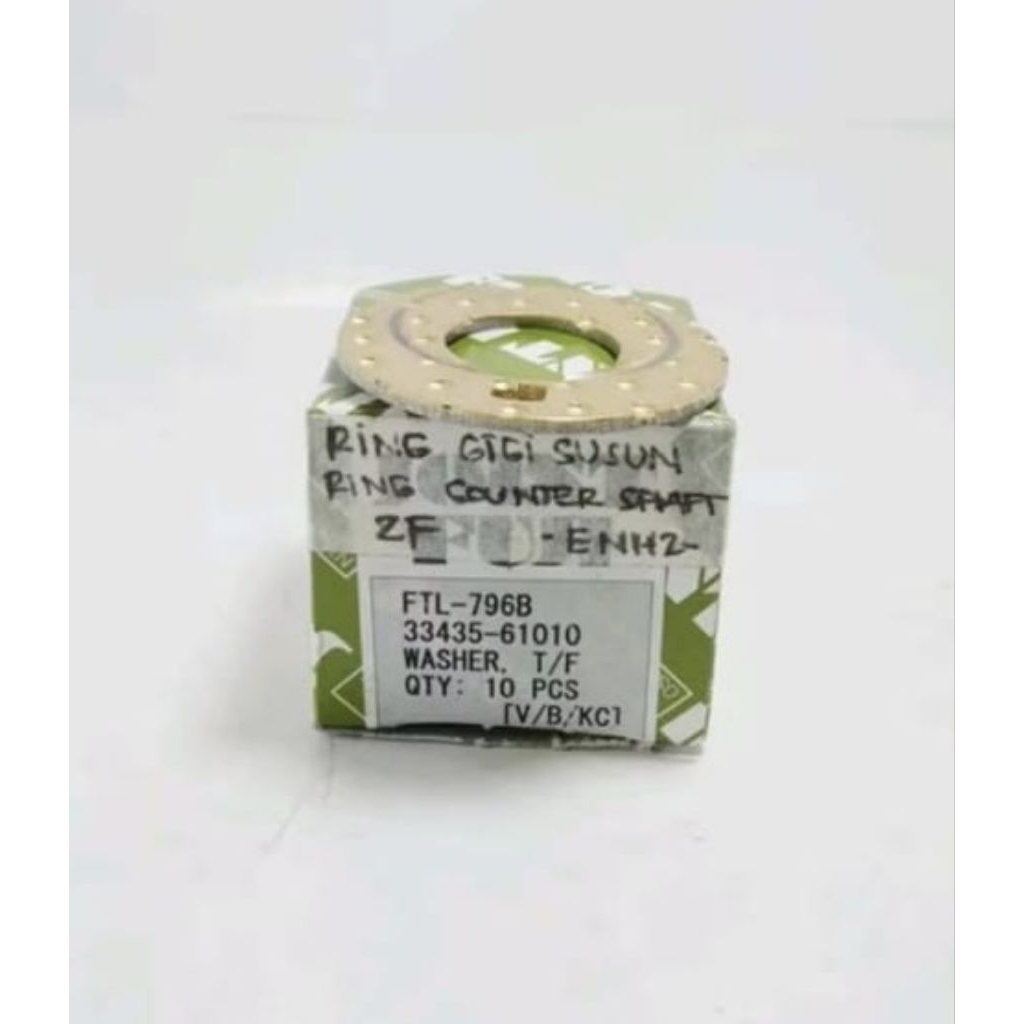 RING GIGI SUSUN
RING COUNTER SHAFT
2F -ENH2-
FTL-796B
33435-61010
WASHER, T/F
QTY: 10 PCS
[V/B/KC]